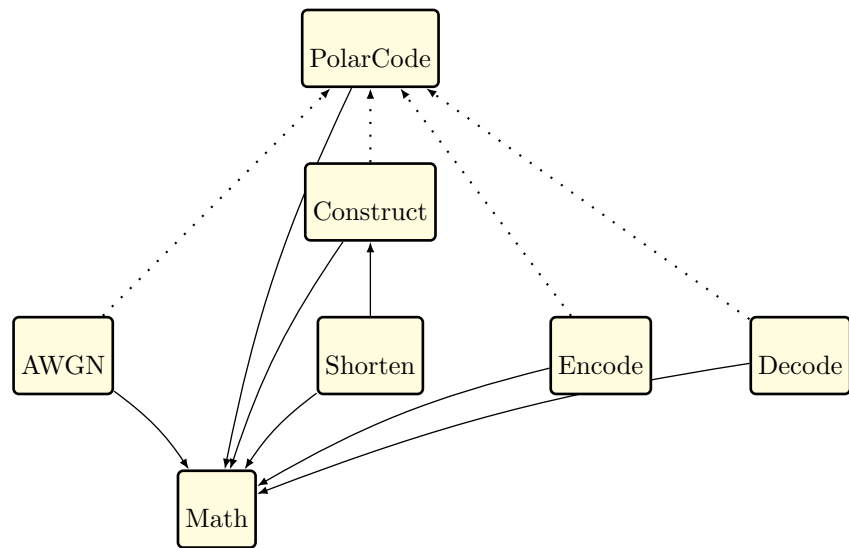 PolarCode
Construct
AWGN
Shorten
Encode
Decode
Math